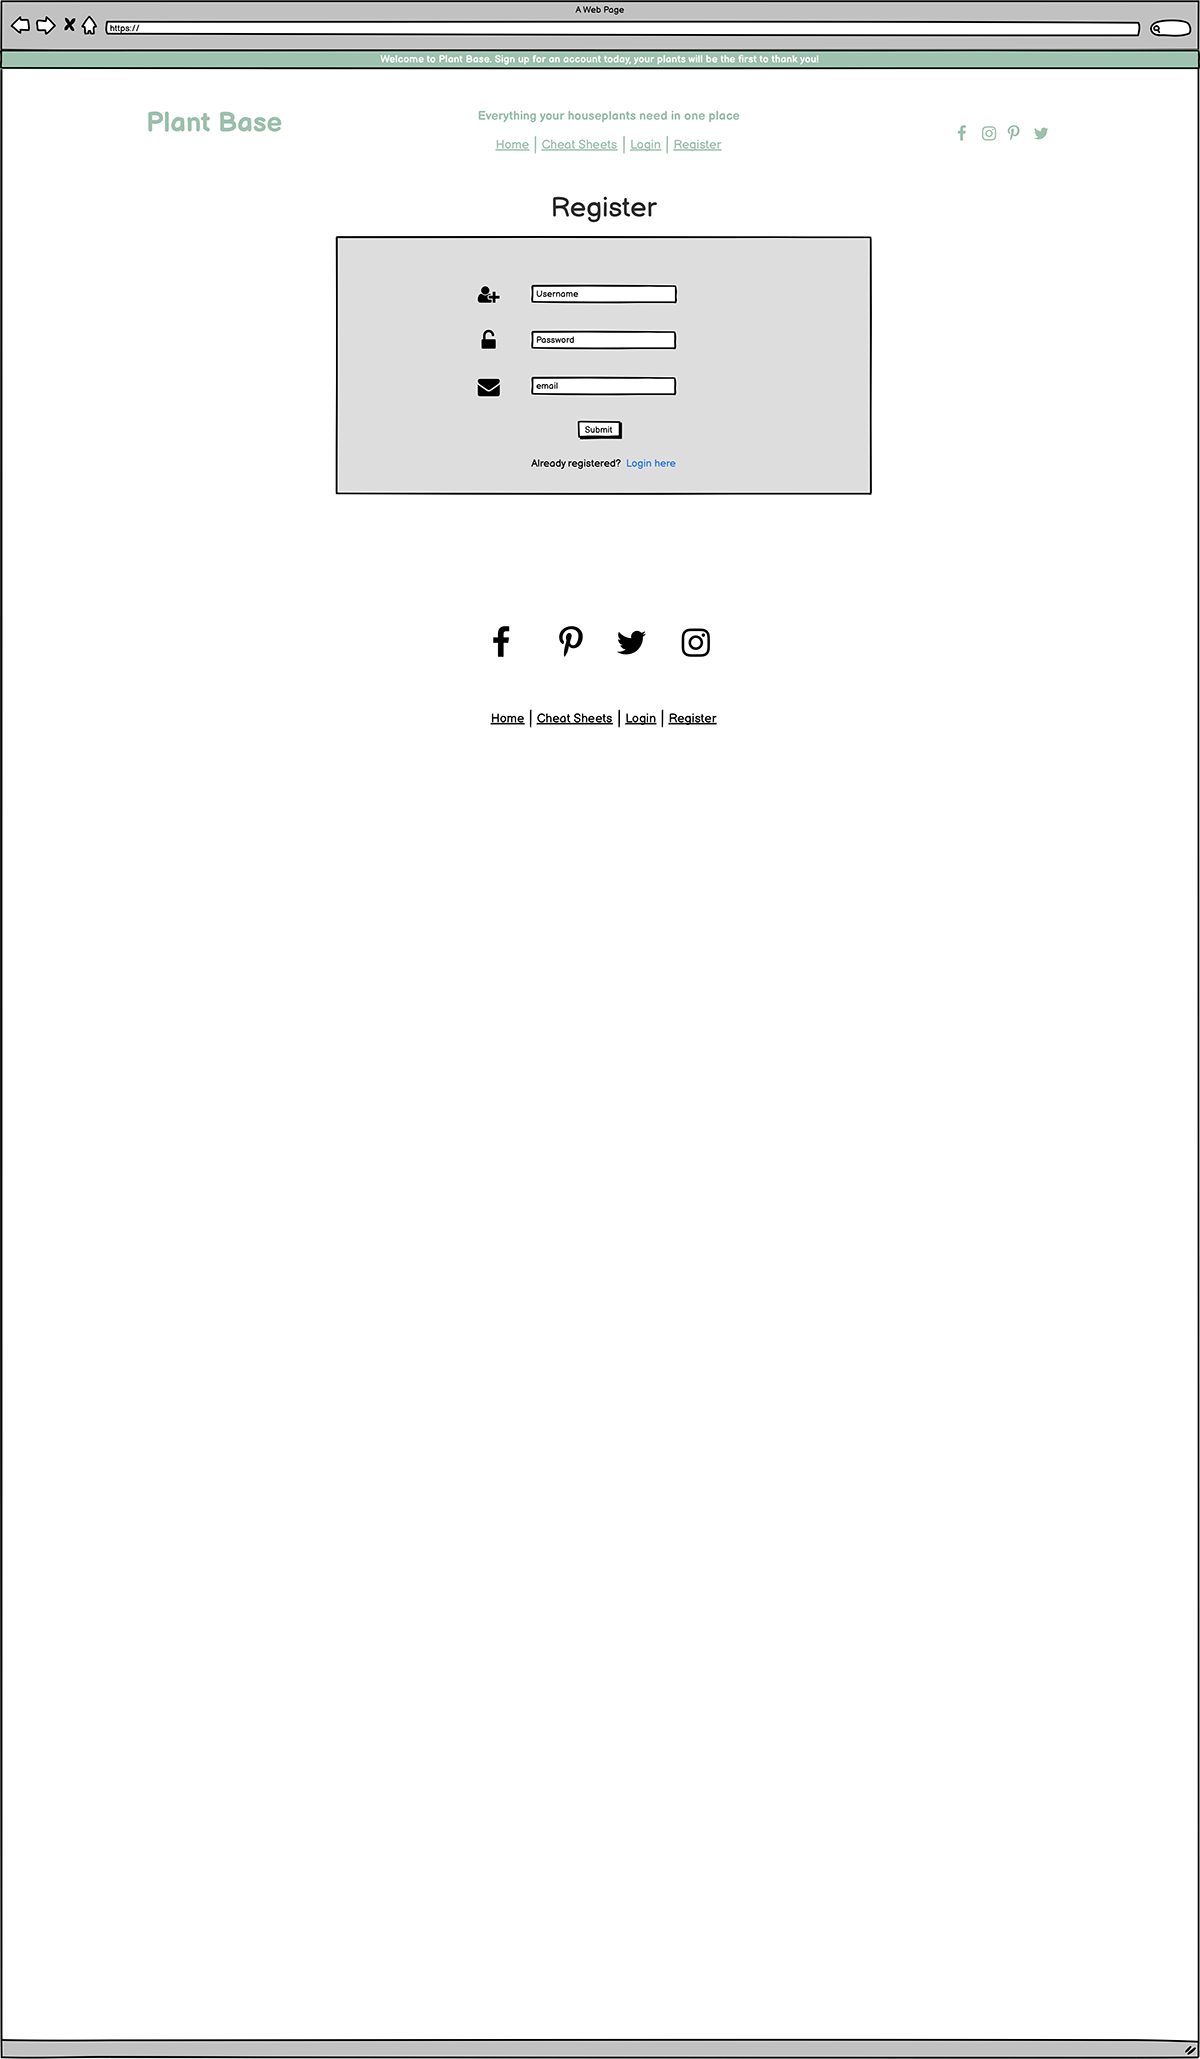 A Web Page
https://
Welcome to Plant Base. Sign up for an account today, your plants will be the first to thank you!
Plant Base
Everything your houseplants need in one place
Home | Cheat Sheets | Login | Register
Register
Username
Password
email
Submit
Already registered? Login here
Home | Cheat Sheets | Login | Register